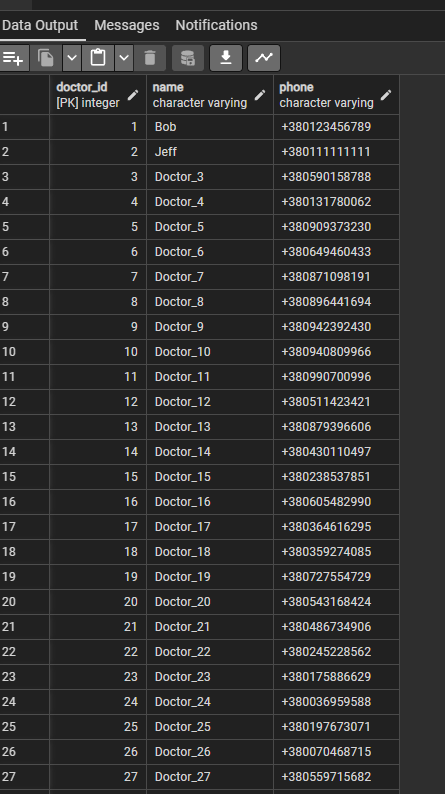 Data Output Messages Notifications
doctor_id name phone
[PK] integer character varying character varying
1 1 Bob +380123456789
2 2 Jeff +380111111111
3 3 Doctor_3 +380590158788
4 4 Doctor_4 +380131780062
5 5 Doctor_5 +380909373230
6 6 Doctor_6 +380649460433
7 7 Doctor_7 +380871098191
8 8 Doctor_8 +380896441694
9 9 Doctor_9 +380942392430
10 10 Doctor_10 +380940809966
11 11 Doctor_11 +380990700996
12 12 Doctor_12 +380511423421
13 13 Doctor_13 +380879396606
14 14 Doctor_14 +380430110497
15 15 Doctor_15 +380238537851
16 16 Doctor_16 +380605482990
17 17 Doctor_17 +380364616295
18 18 Doctor_18 +380359274085
19 19 Doctor_19 +380727554729
20 20 Doctor_20 +380543168424
21 21 Doctor_21 +380486734906
22 22 Doctor_22 +380245228562
23 23 Doctor_23 +380175886629
24 24 Doctor_24 +380036959588
25 25 Doctor_25 +380197673071
26 26 Doctor_26 +380070468715
27 27 Doctor_27 +380559715682